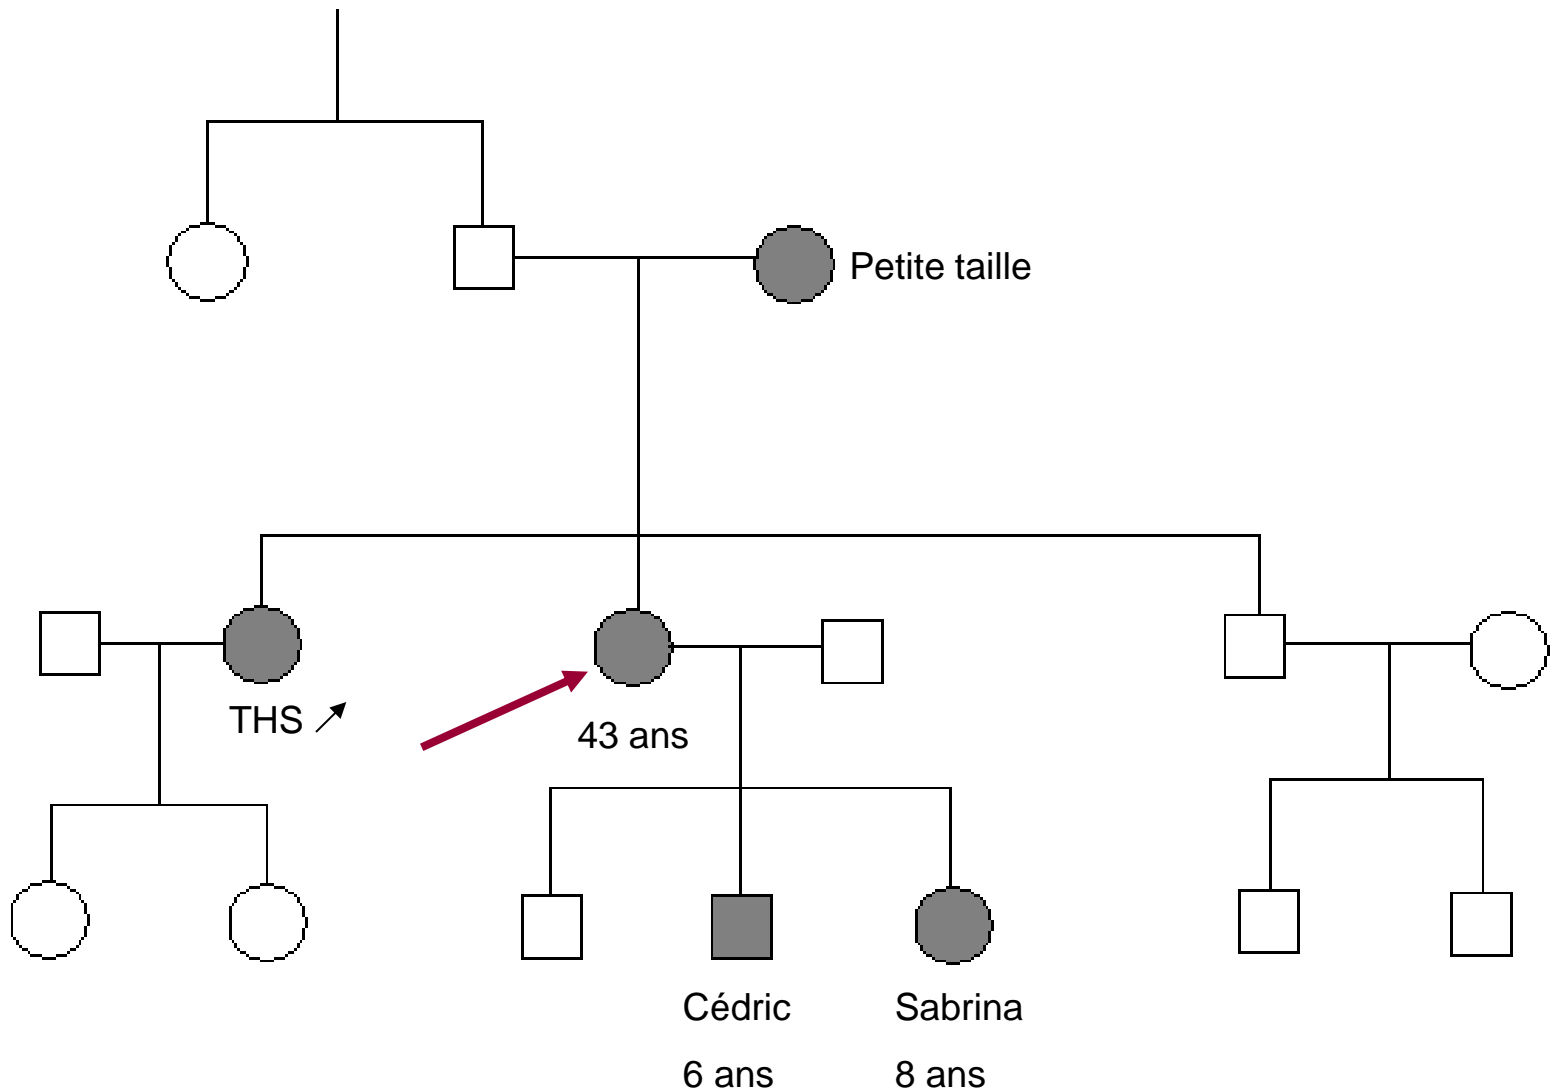 Petite taille
THS
43 ans
Cédric
Sabrina
6 ans
8 ans